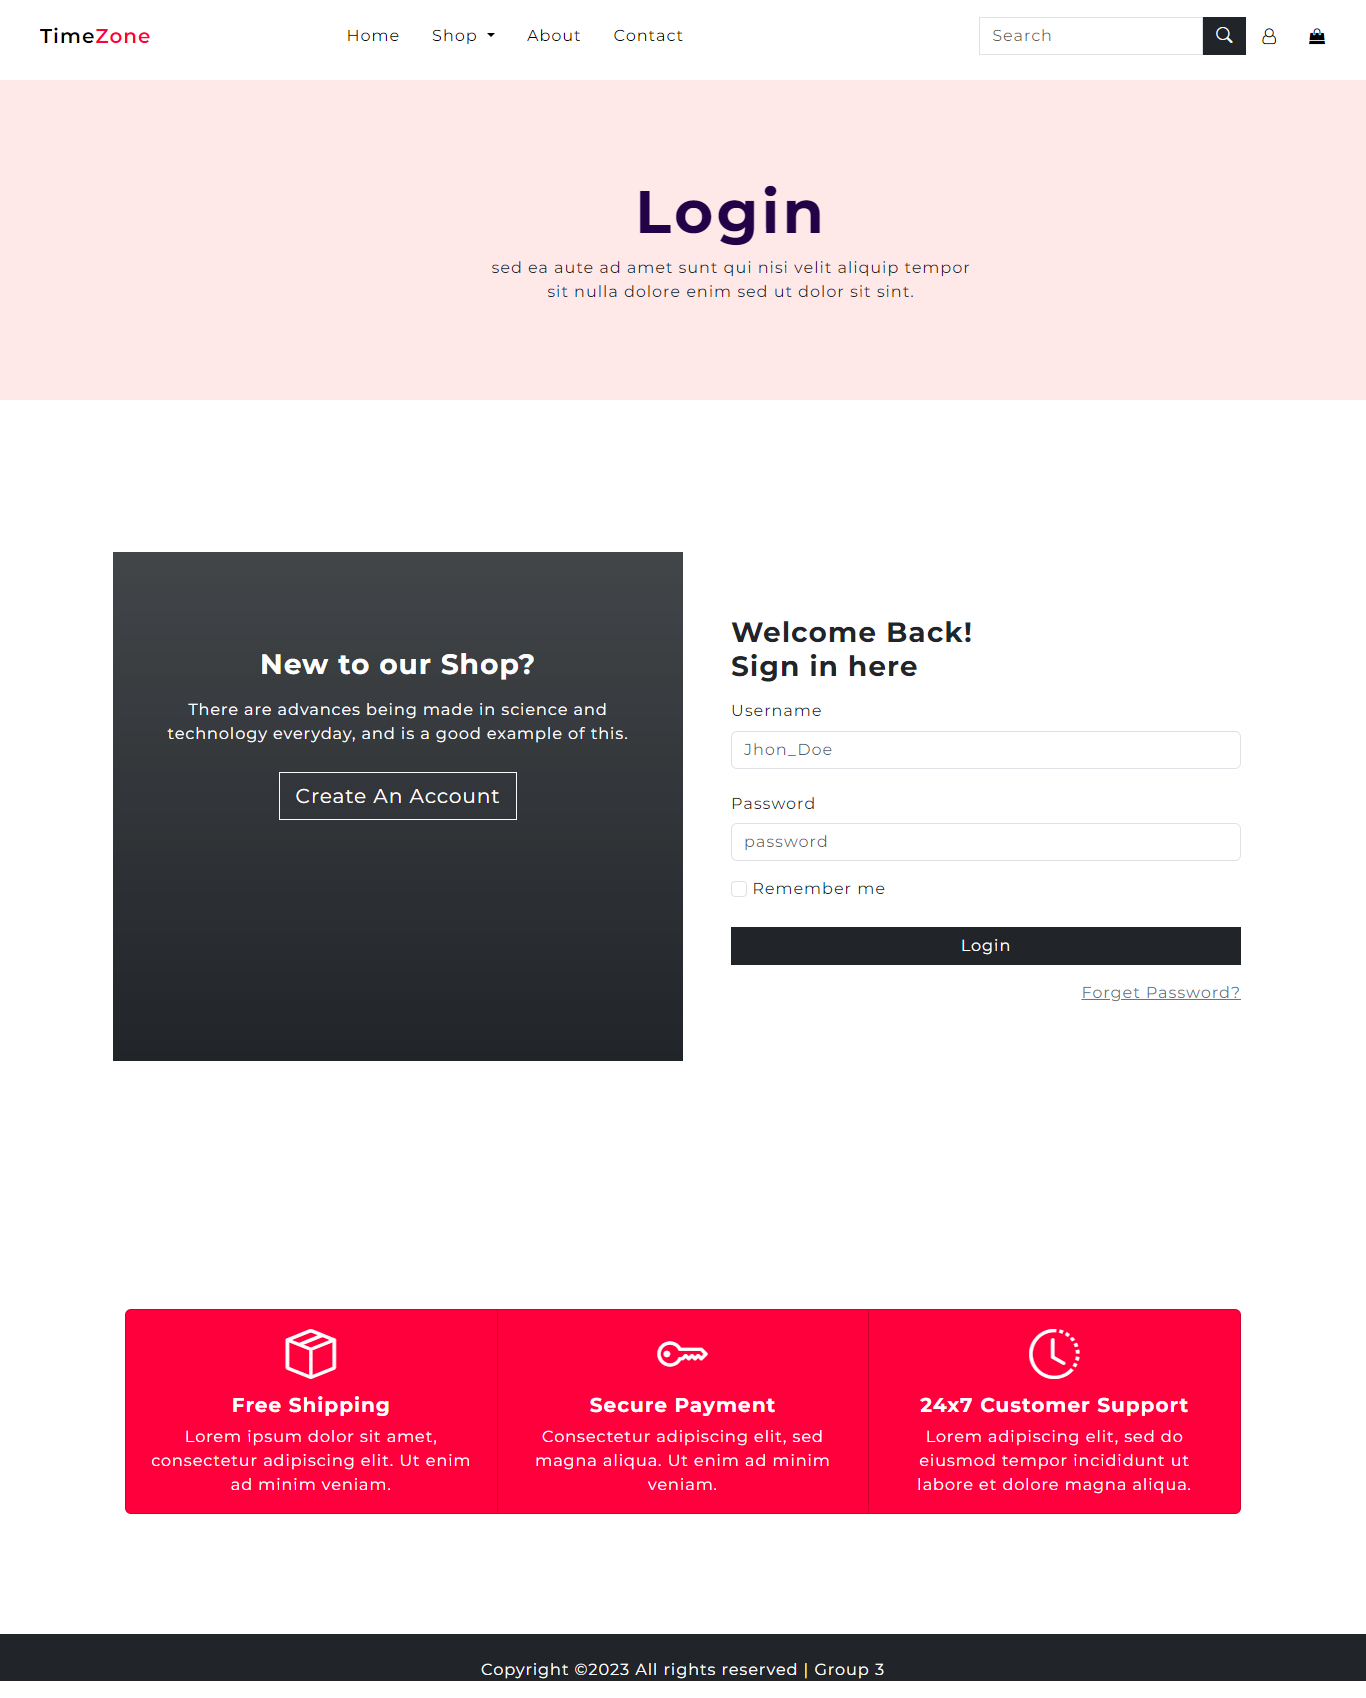 TimeZone
Home Shop About Contact
Search
Login
sed ea aute ad amet sunt qui nisi velit aliquip tempor
sit nulla dolore enim sed ut dolor sit sint.
New to our Shop?
There are advances being made in science and
technology everyday, and is a good example of this.
Create An Account
Welcome Back!
Sign in here
Username
Jhon_Doe
Password
password
Remember me
Login
Forget Password?
Free Shipping
Lorem ipsum dolor sit amet,
consectetur adipiscing elit. Ut enim
ad minim veniam.
Secure Payment
Consectetur adipiscing elit, sed
magna aliqua. Ut enim ad minim
veniam.
24x7 Customer Support
Lorem adipiscing elit, sed do
eiusmod tempor incididunt ut
labore et dolore magna aliqua.
Copyright ©2023 All rights reserved | Group 3